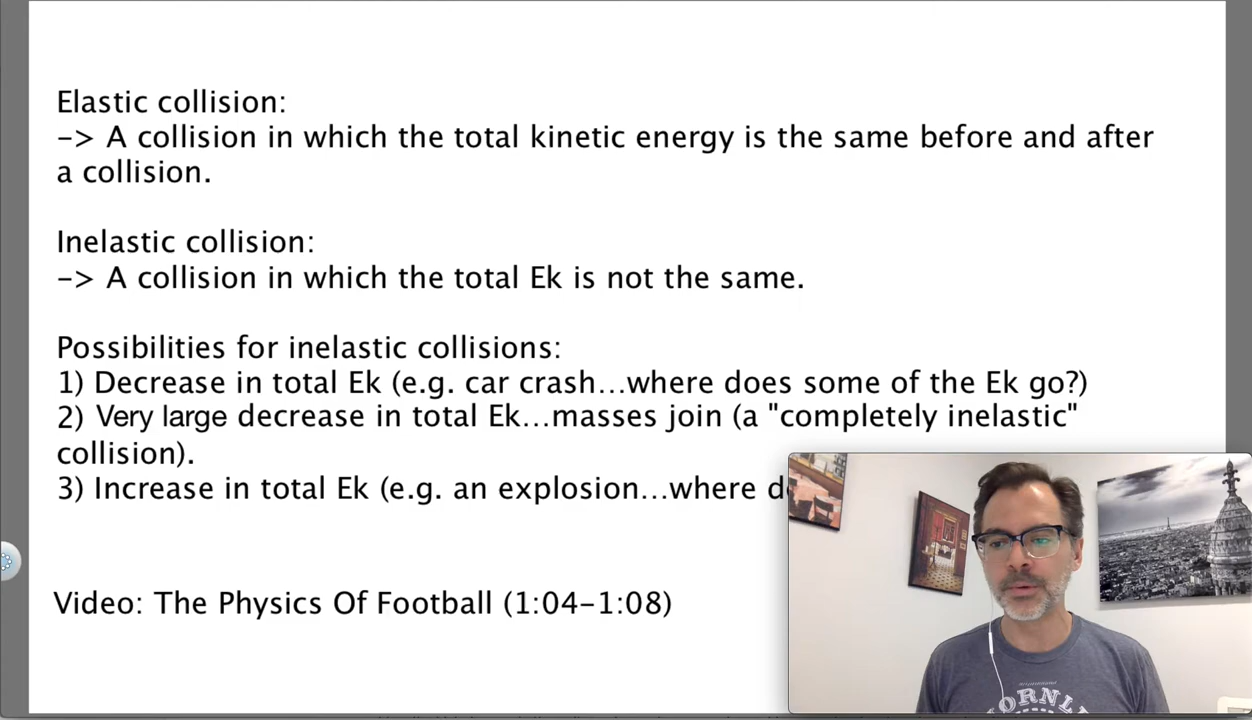 Elastic collision:
–> A collision in which the total kinetic energy is the same before and after
a collision.
Inelastic collision:
–> A collision in which the total Ek is not the same.
Possibilities for inelastic collisions:
1) Decrease in total Ek (e.g. car crash...where does some of the Ek go?)
2) Very large decrease in total Ek...masses join (a "completely inelastic"
collision).
3) Increase in total Ek (e.g. an explosion...where
Video: The Physics Of Football (1:04–1:08)